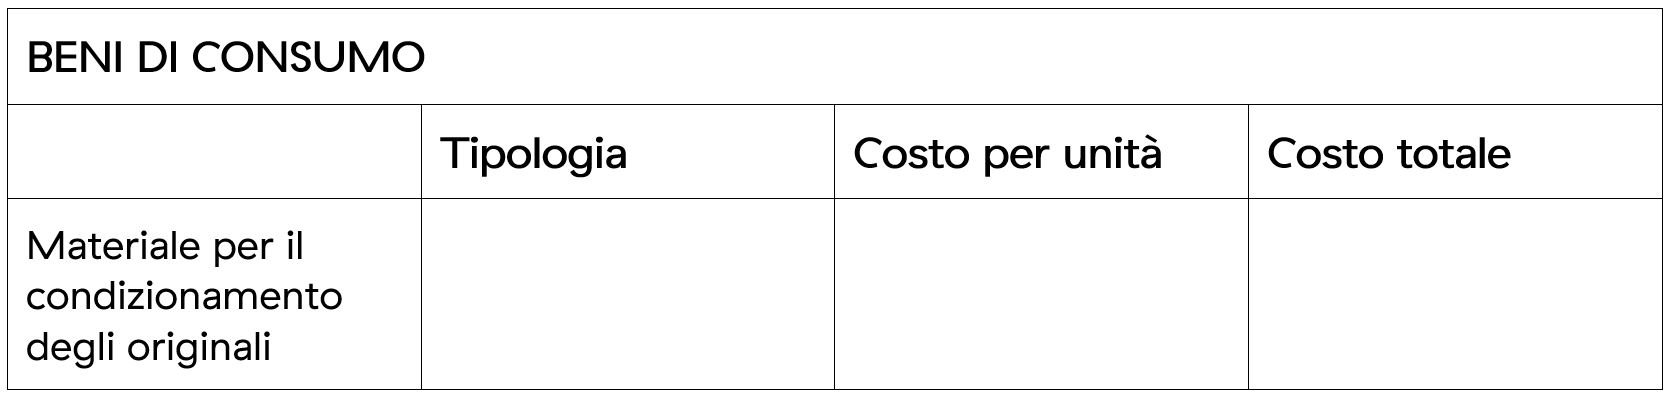 BENI DI CONSUMO
Tipologia
Costo per unità
Costo totale
Materiale per il
condizionamento
degli originali